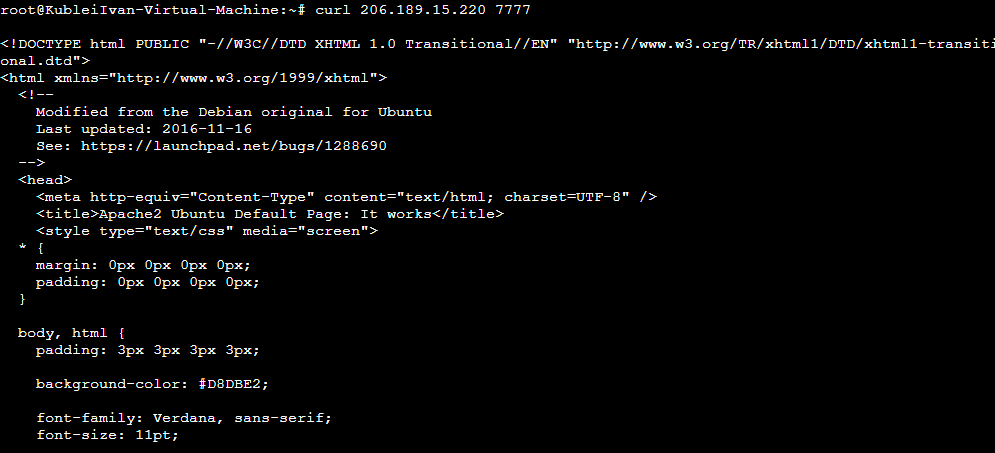 root@KubleiIvan-Virtual-Machine:~# curl 206.189.15.220 7777
<!DOCTYPE html PUBLIC "-//W3C//DTD XHTML 1.0 Transitional//EN" "http://www.w3.org/TR/xhtml1/DTD/xhtml1-transiti
onal.dtd">
<html xmlns="http://www.w3.org/1999/xhtml">
  <!--
    Modified from the Debian original for Ubuntu
    Last updated: 2016-11-16
    See: https://launchpad.net/bugs/1288690
  -->
  <head>
    <meta http-equiv="Content-Type" content="text/html; charset=UTF-8" />
    <title>Apache2 Ubuntu Default Page: It works</title>
    <style type="text/css" media="screen">
  * {
    margin: 0px 0px 0px 0px;
    padding: 0px 0px 0px 0px;
  }
  body, html {
    padding: 3px 3px 3px 3px;
    background-color: #D8DBE2;
    font-family: Verdana, sans-serif;
    font-size: 11pt;